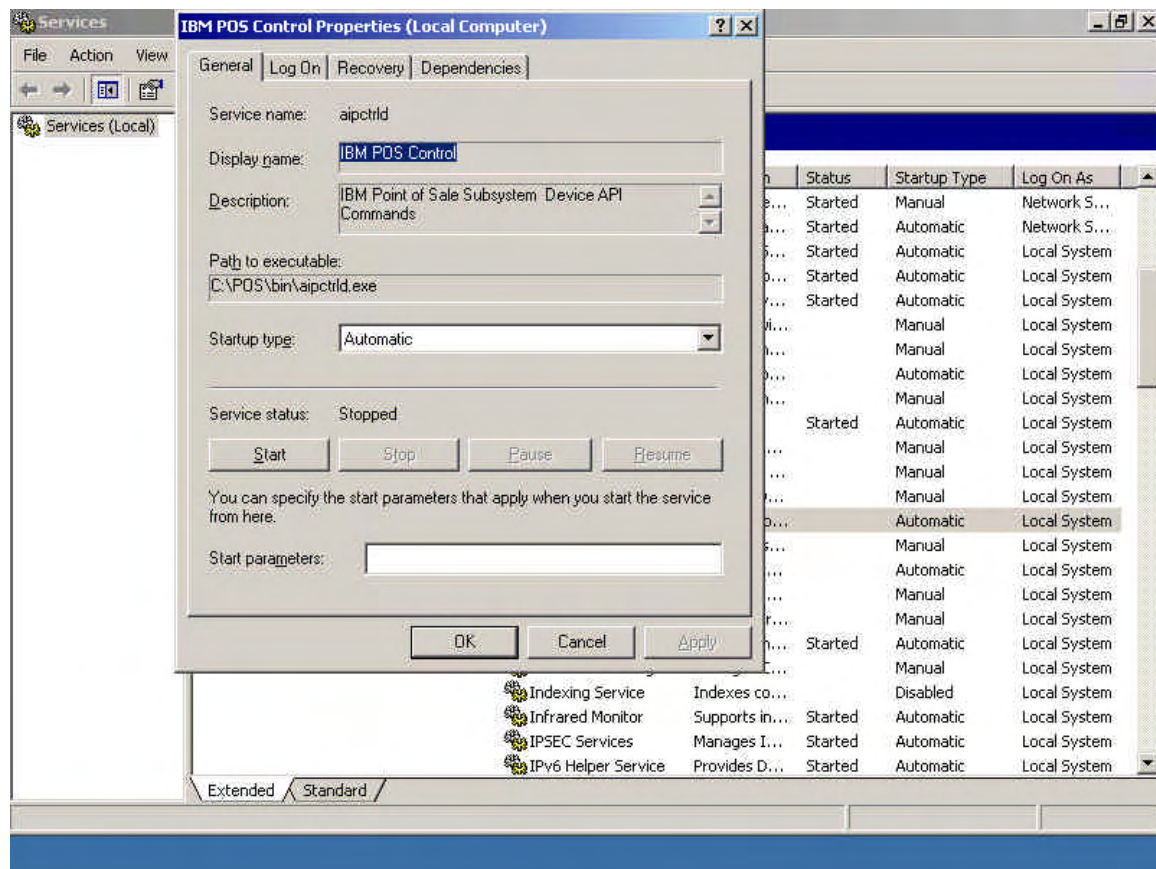 Services
IBM POS Control Properties (Local Computer)
File Action View
General Log On Recovery Dependencies
Services (Local)
Service name: aipctrld
Display name: IBM POS Control
Description: IBM Point of Sale Subsystem Device API
Commands
Path to executable:
C:\POS\bin\aipctrld.exe
Startup type: Automatic
Service status: Stopped
Start Stop Pause Resume
You can specify the start parameters that apply when you start the service
from here.
Start parameters:
OK Cancel Apply
Status Startup Type Log On As
Started Manual Network S...
Started Automatic Network S...
Started Automatic Local System
Started Automatic Local System
Started Automatic Local System
Manual Local System
Manual Local System
Automatic Local System
Manual Local System
Started Automatic Local System
Manual Local System
Manual Local System
Manual Local System
Automatic Local System
Manual Local System
Automatic Local System
Manual Local System
Manual Local System
Started Automatic Local System
Manual Local System
Indexing Service Indexes co... Disabled Local System
Infrared Monitor Supports in... Started Automatic Local System
IPSEC Services Manages I... Started Automatic Local System
IPv6 Helper Service Provides D... Started Automatic Local System
Extended Standard